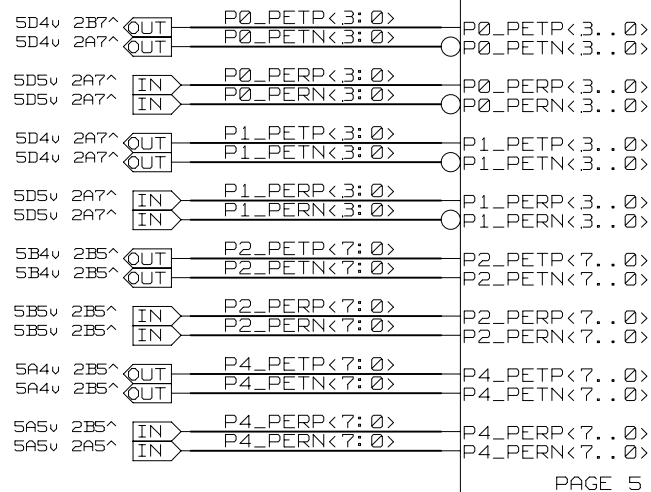 5D4v 2B7^ OUT P0_PETP<3:0> P0_PETP<3..0>
5D4v 2A7^ OUT P0_PETN<3:0> P0_PETN<3..0>
5D5v 2A7^ IN P0_PERP<3:0> P0_PERP<3..0>
5D5v 2A7^ IN P0_PERN<3:0> P0_PERN<3..0>
5D4v 2A7^ OUT P1_PETP<3:0> P1_PETP<3..0>
5D4v 2A7^ OUT P1_PETN<3:0> P1_PETN<3..0>
5D5v 2A7^ IN P1_PERP<3:0> P1_PERP<3..0>
5D5v 2A7^ IN P1_PERN<3:0> P1_PERN<3..0>
5B4v 2B5^ OUT P2_PETP<7:0> P2_PETP<7..0>
5B4v 2B5^ OUT P2_PETN<7:0> P2_PETN<7..0>
5B5v 2B5^ IN P2_PERP<7:0> P2_PERP<7..0>
5B5v 2B5^ IN P2_PERN<7:0> P2_PERN<7..0>
5A4v 2B5^ OUT P4_PETP<7:0> P4_PETP<7..0>
5A4v 2B5^ OUT P4_PETN<7:0> P4_PETN<7..0>
5A5v 2B5^ IN P4_PERP<7:0> P4_PERP<7..0>
5A5v 2A5^ IN P4_PERN<7:0> P4_PERN<7..0>
PAGE 5